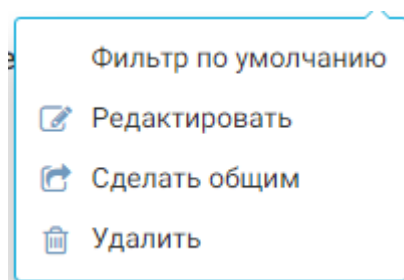 Фильтр по умолчанию
Редактировать
Сделать общим
Удалить